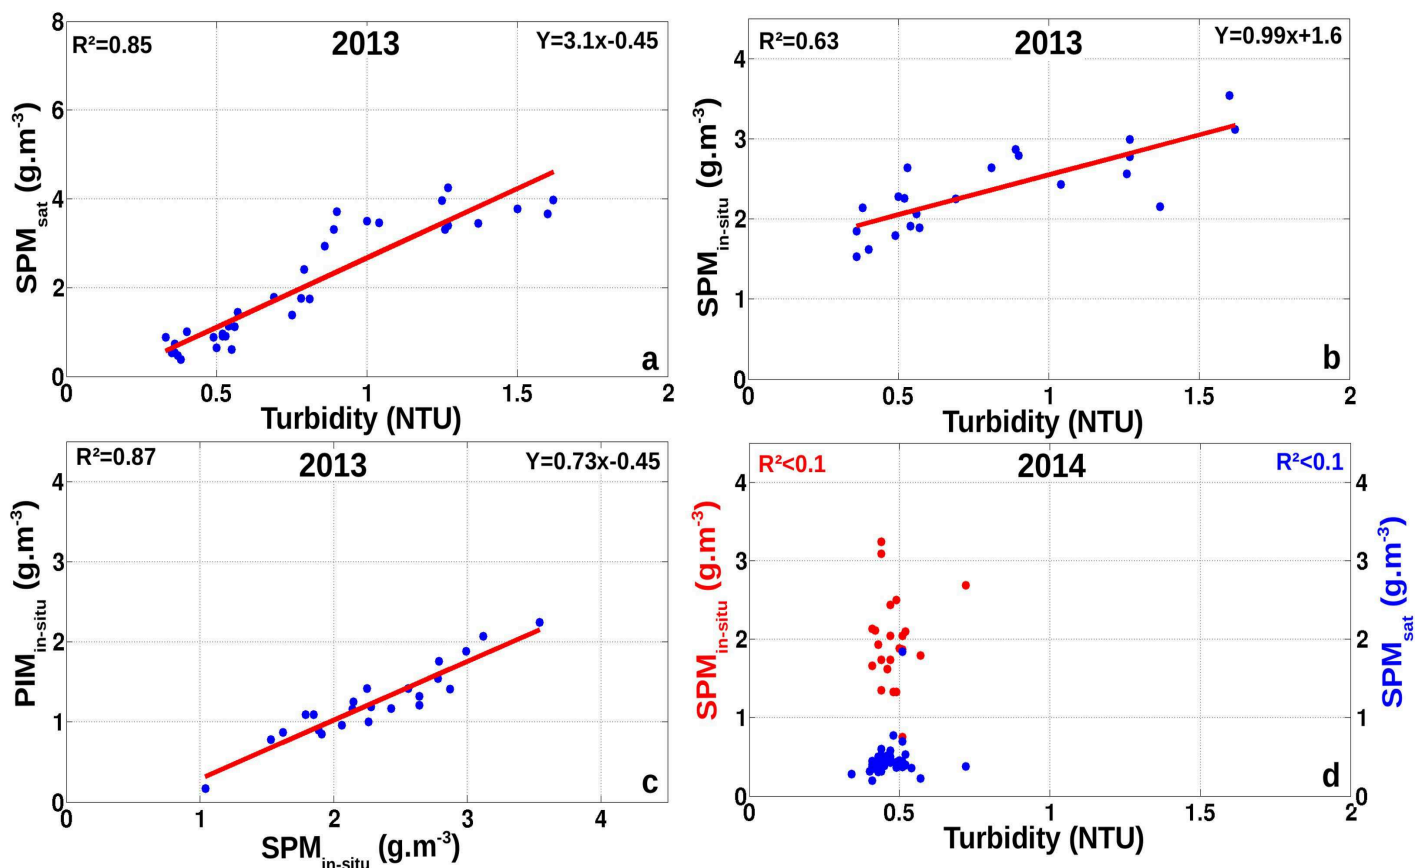 R²=0.85 2013 Y=3.1x-0.45
8
6
4
2
0
SPMsat (g.m-3)
a
0 0.5 1 1.5 2
Turbidity (NTU)
R²=0.63 2013 Y=0.99x+1.6
4
3
2
1
0
SPMin-situ (g.m-3)
b
0 0.5 1 1.5 2
Turbidity (NTU)
R²=0.87 2013 Y=0.73x-0.45
4
3
2
1
0
PIMin-situ (g.m-3)
c
0 1 2 3 4
SPMin-situ (g.m-3)
R²<0.1 2014 R²<0.1
4
3
2
1
0
SPMin-situ (g.m-3)
4
3
2
1
0
SPMsat (g.m-3)
d
0 0.5 1 1.5 2
Turbidity (NTU)